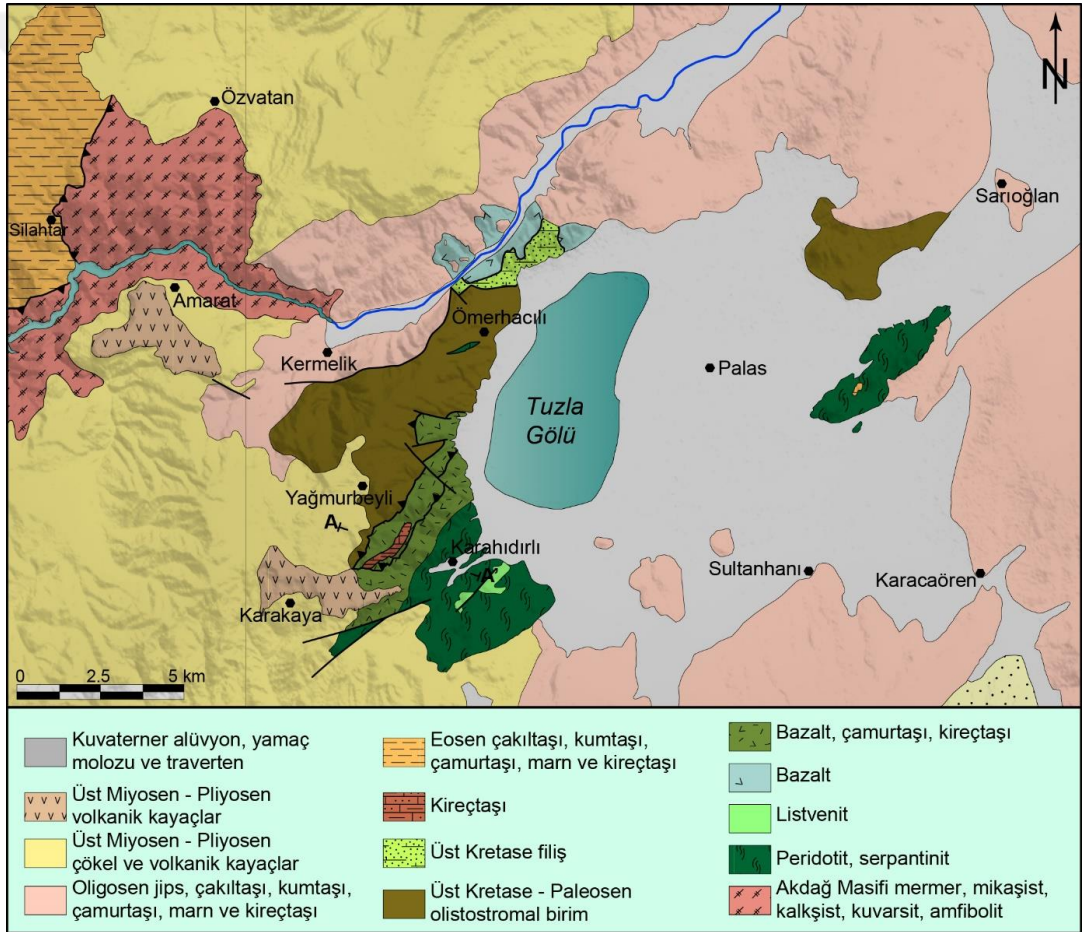 N
Özvatan
Sarıoğlan
Silahtar
Amarat
Ömerhacılı
Kermelik
Palas
Tuzla
Gölü
Yağmurbeyli
A
Karahıdırlı
A'
Sultanhanı
Karacaören
Karakaya
0 2.5 5 km
Kuvaterner alüvyon, yamaç
molozu ve traverten
Üst Miyosen - Pliyosen
volkanik kayaçlar
Üst Miyosen - Pliyosen
çökel ve volkanik kayaçlar
Oligosen jips, çakıltaşı, kumtaşı,
çamurtaşı, marn ve kireçtaşı
Eosen çakıltaşı, kumtaşı,
çamurtaşı, marn ve kireçtaşı
Kireçtaşı
Üst Kretase filiş
Üst Kretase - Paleosen
olistostromal birim
Bazalt, çamurtaşı, kireçtaşı
Bazalt
Listvenit
Peridotit, serpantinit
Akdağ Masifi mermer, mikaşist,
kalkşist, kuvarsit, amfibolit